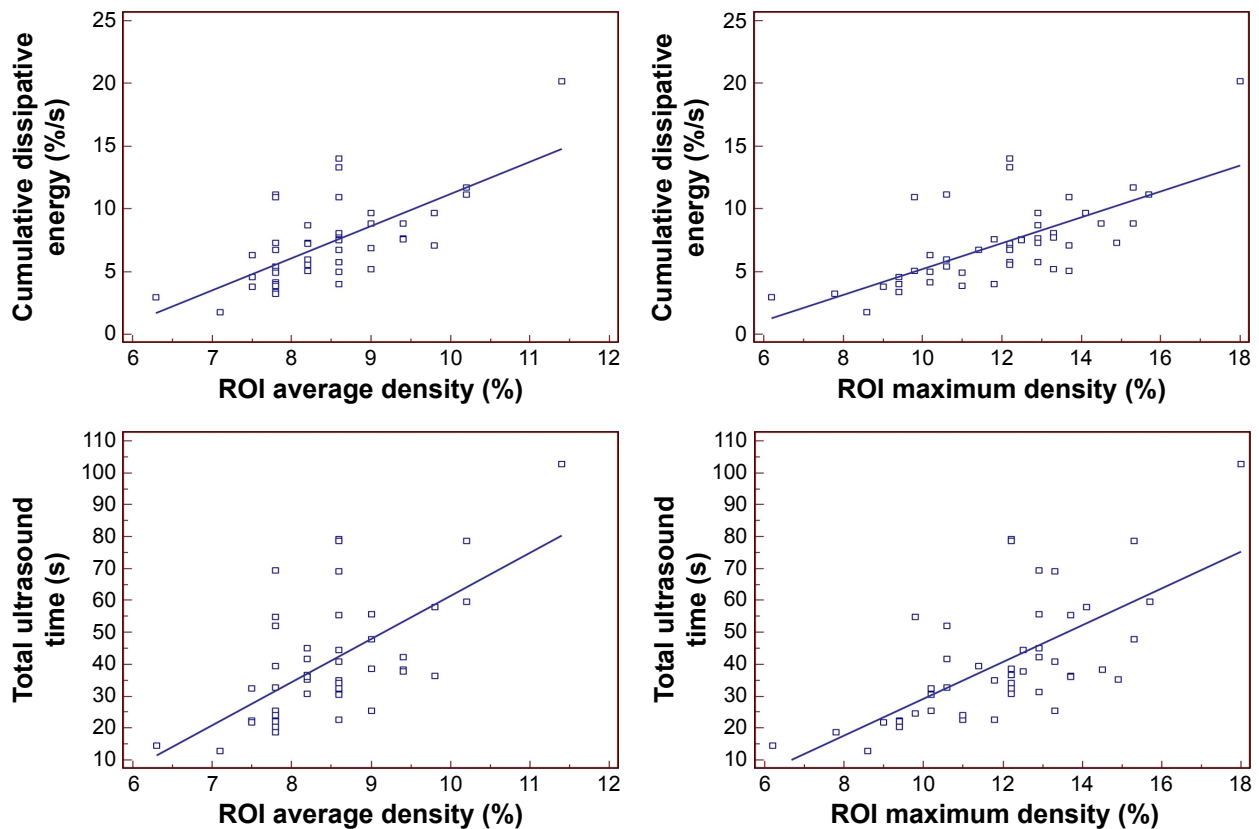 25
20
15
10
5
0
Cumulative dissipative
energy (%/s)
6 7 8 9 10 11 12
ROI average density (%)
25
20
15
10
5
0
Cumulative dissipative
energy (%/s)
6 8 10 12 14 16 18
ROI maximum density (%)
110
100
90
80
70
60
50
40
30
20
10
Total ultrasound
time (s)
6 7 8 9 10 11 12
ROI average density (%)
110
100
90
80
70
60
50
40
30
20
10
Total ultrasound
time (s)
6 8 10 12 14 16 18
ROI maximum density (%)